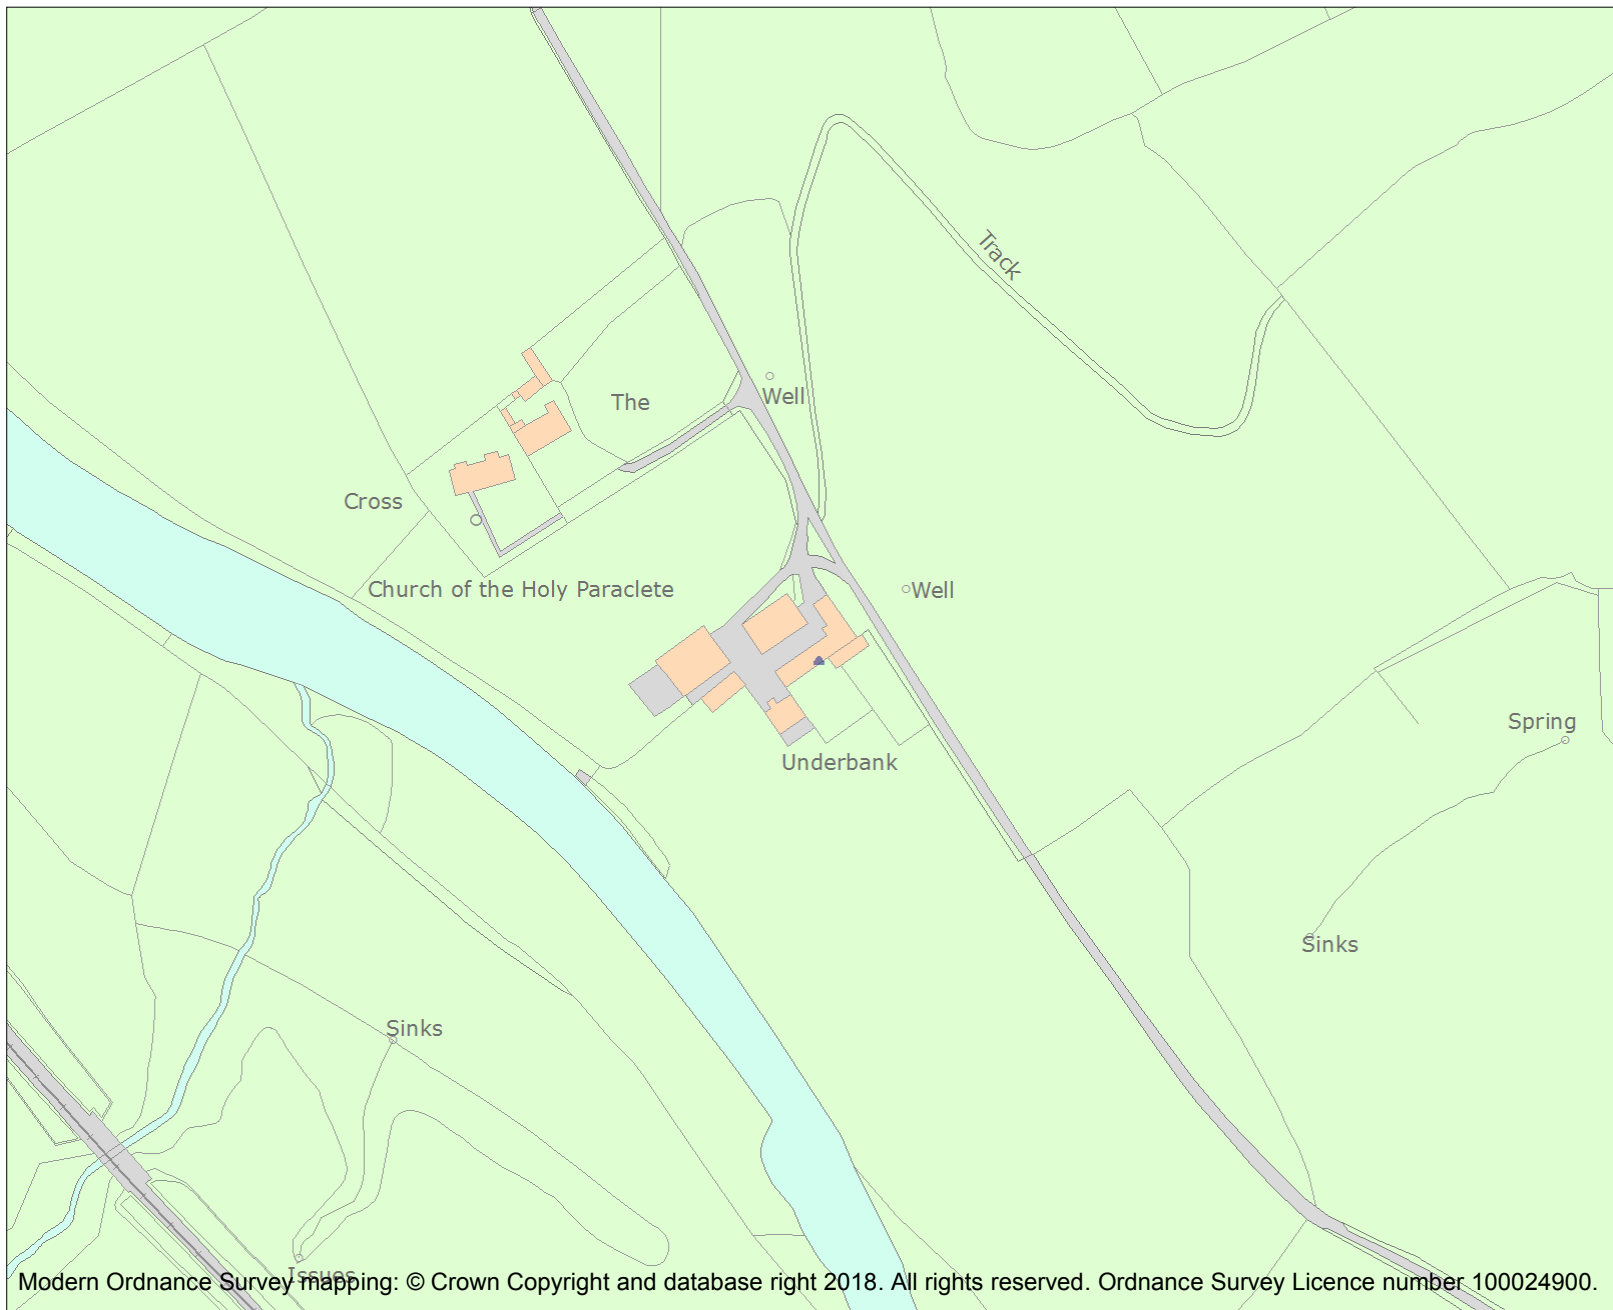 Track
The
Well
Cross
Church of the Holy Paraclete
Well
Spring
Underbank
Sinks
Sinks
Issues
Modern Ordnance Survey mapping: © Crown Copyright and database right 2018. All rights reserved. Ordnance Survey Licence number 100024900.